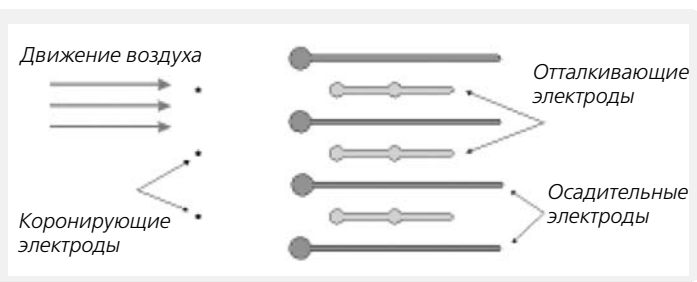 Движение воздуха
Отталкивающие
электроды
Осадительные
электроды
Коронирующие
электроды